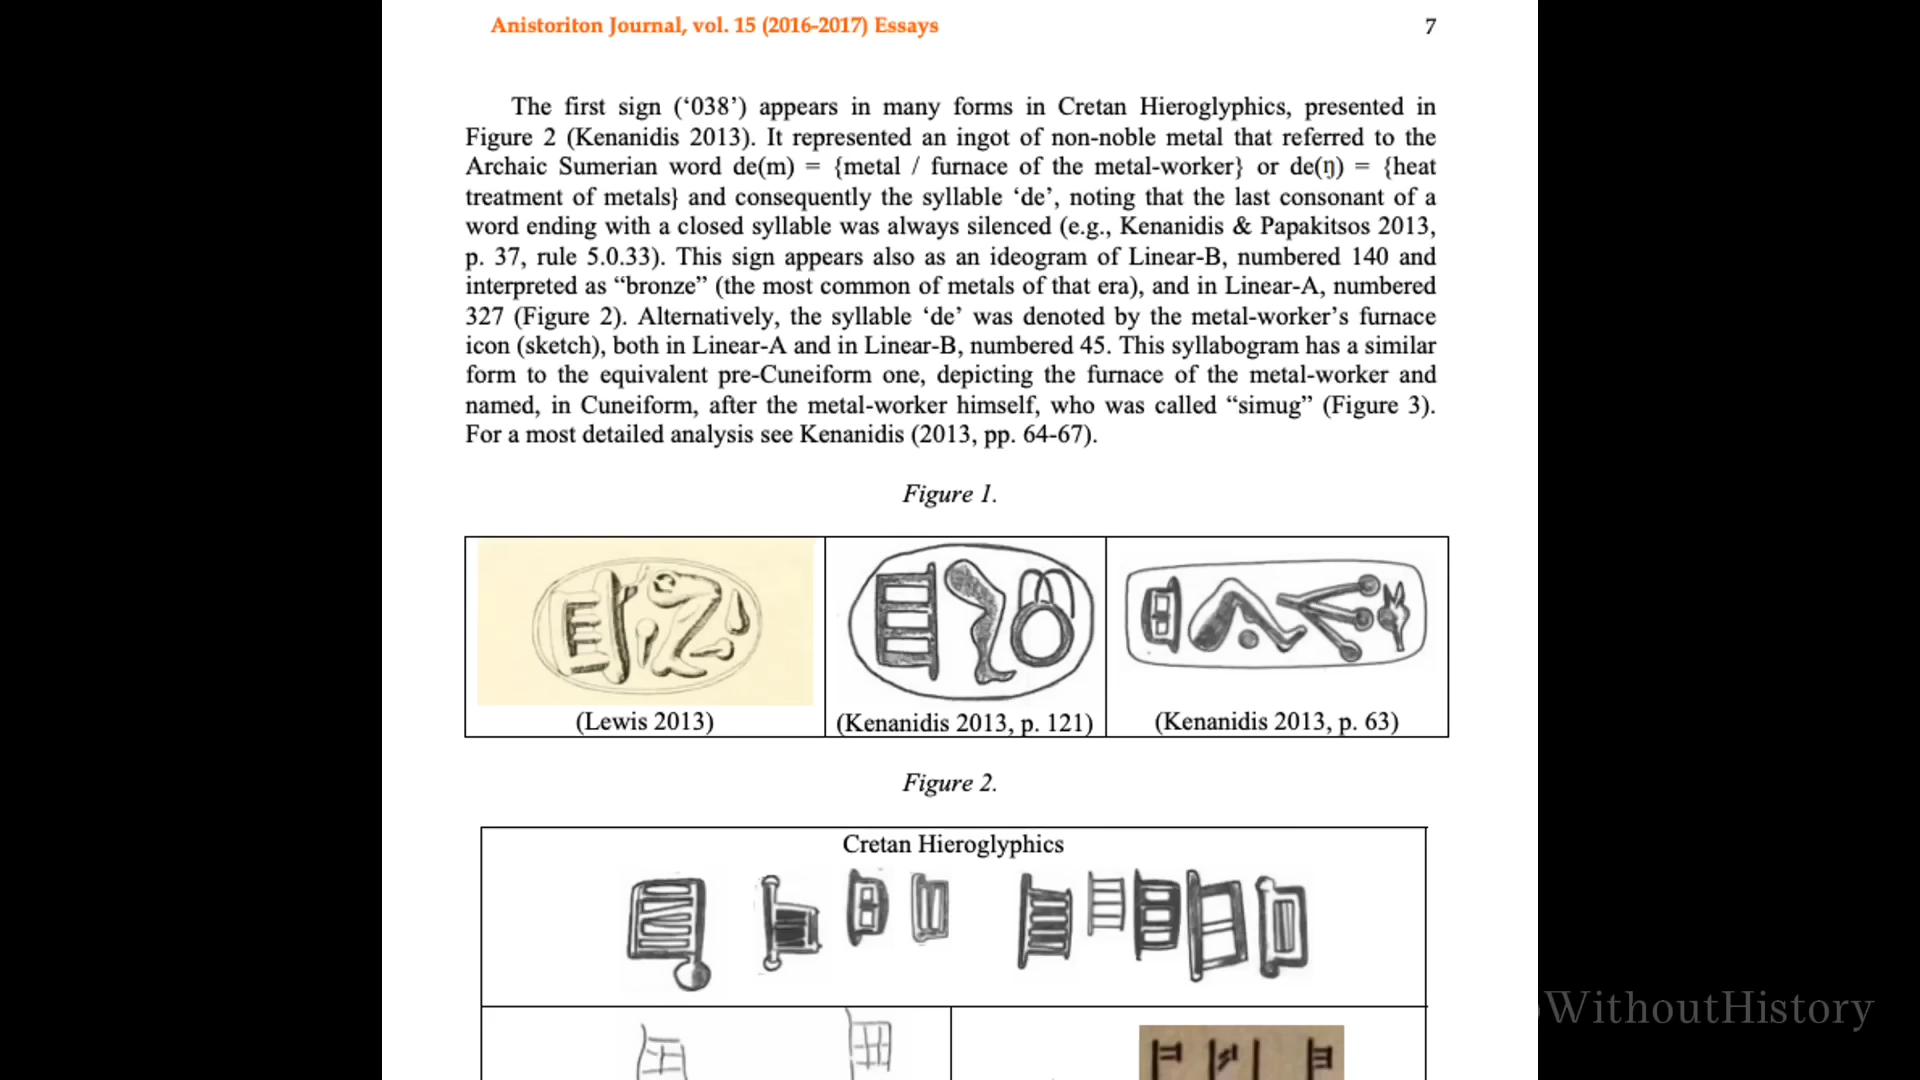 Anistoriton Journal, vol. 15 (2016-2017) Essays 7
The first sign (‘038’) appears in many forms in Cretan Hieroglyphics, presented in
Figure 2 (Kenanidis 2013). It represented an ingot of non-noble metal that referred to the
Archaic Sumerian word de(m) = {metal / furnace of the metal-worker} or de(ŋ) = {heat
treatment of metals} and consequently the syllable ‘de’, noting that the last consonant of a
word ending with a closed syllable was always silenced (e.g., Kenanidis & Papakitsos 2013,
p. 37, rule 5.0.33). This sign appears also as an ideogram of Linear-B, numbered 140 and
interpreted as “bronze” (the most common of metals of that era), and in Linear-A, numbered
327 (Figure 2). Alternatively, the syllable ‘de’ was denoted by the metal-worker’s furnace
icon (sketch), both in Linear-A and in Linear-B, numbered 45. This syllabogram has a similar
form to the equivalent pre-Cuneiform one, depicting the furnace of the metal-worker and
named, in Cuneiform, after the metal-worker himself, who was called “simug” (Figure 3).
For a most detailed analysis see Kenanidis (2013, pp. 64-67).
Figure 1.
(Lewis 2013) (Kenanidis 2013, p. 121) (Kenanidis 2013, p. 63)
Figure 2.
Cretan Hieroglyphics
WithoutHistory